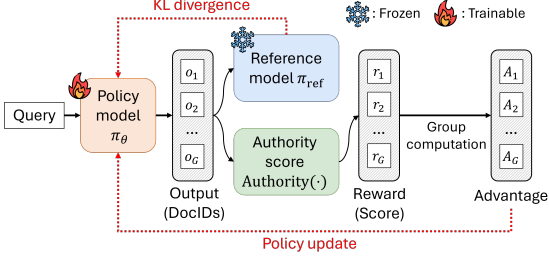 KL divergence
: Frozen
: Trainable
Query
Policy
model
π_θ
o_1
o_2
...
o_G
Output
(DocIDs)
Reference
model π_ref
Authority
score
Authority(·)
r_1
r_2
...
r_G
Reward
(Score)
Group
computation
A_1
A_2
...
A_G
Advantage
Policy update